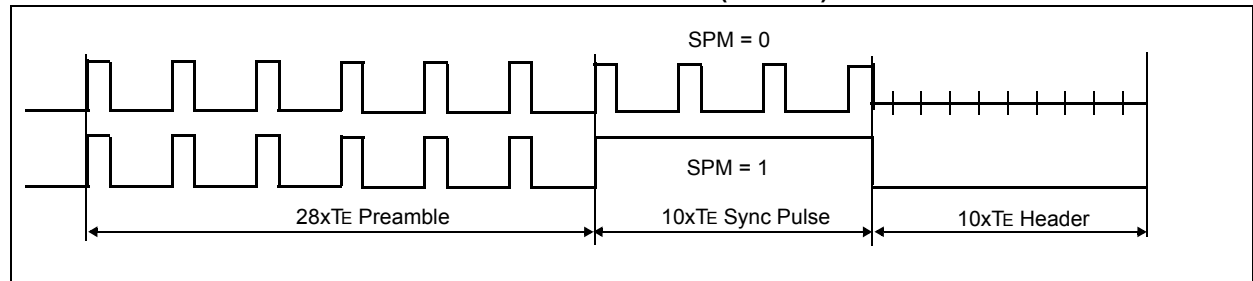 SPM = 0
SPM = 1
28xTE Preamble
10xTE Sync Pulse
10xTE Header